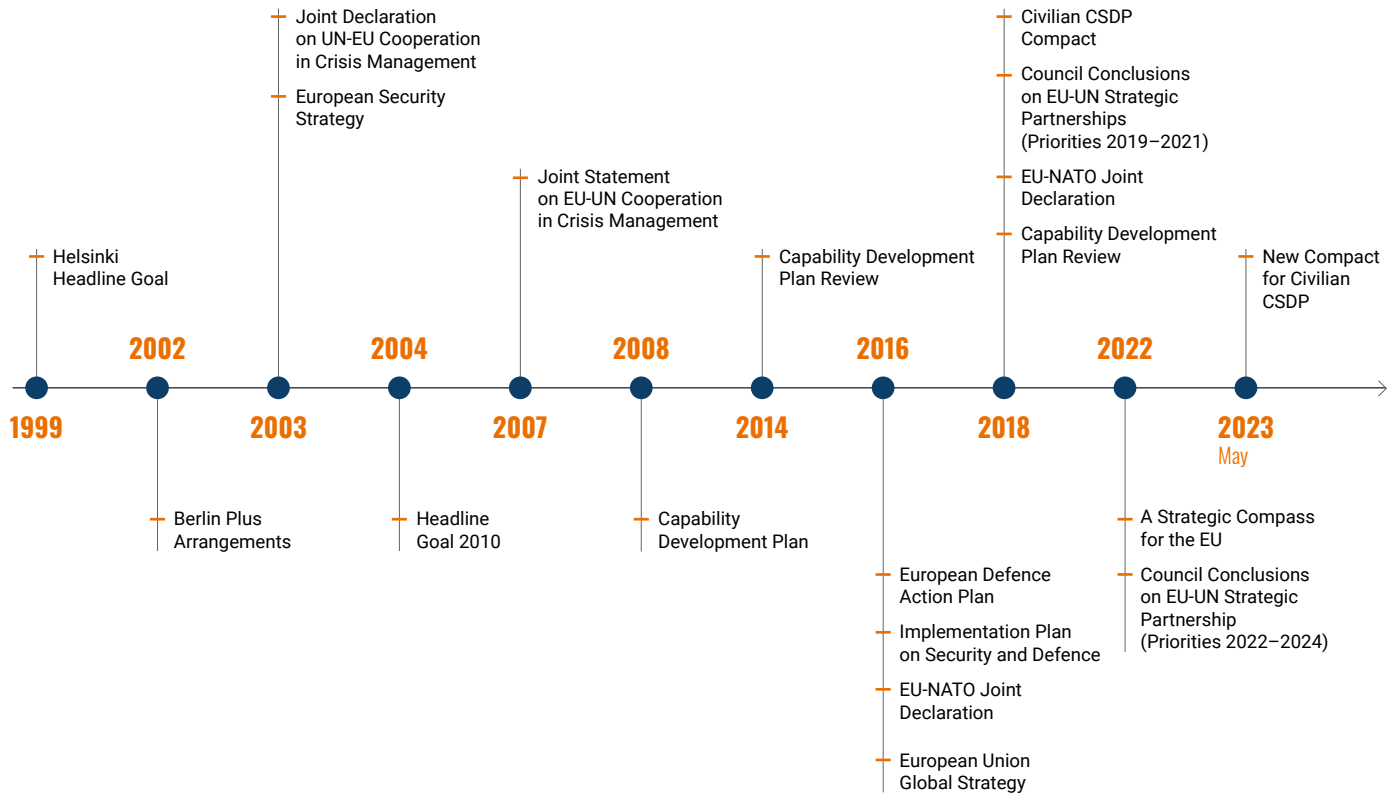 Joint Declaration
on UN-EU Cooperation
in Crisis Management
European Security
Strategy
Civilian CSDP
Compact
Council Conclusions
on EU-UN Strategic
Partnerships
(Priorities 2019–2021)
EU-NATO Joint
Declaration
Capability Development
Plan Review
Joint Statement
on EU-UN Cooperation
in Crisis Management
Helsinki
Headline Goal
Capability Development
Plan Review
New Compact
for Civilian
CSDP
2002
2004
2008
2016
2022
1999
2003
2007
2014
2018
2023
May
Berlin Plus
Arrangements
Headline
Goal 2010
Capability
Development Plan
European Defence
Action Plan
Implementation Plan
on Security and Defence
EU-NATO Joint
Declaration
European Union
Global Strategy
A Strategic Compass
for the EU
Council Conclusions
on EU-UN Strategic
Partnership
(Priorities 2022–2024)